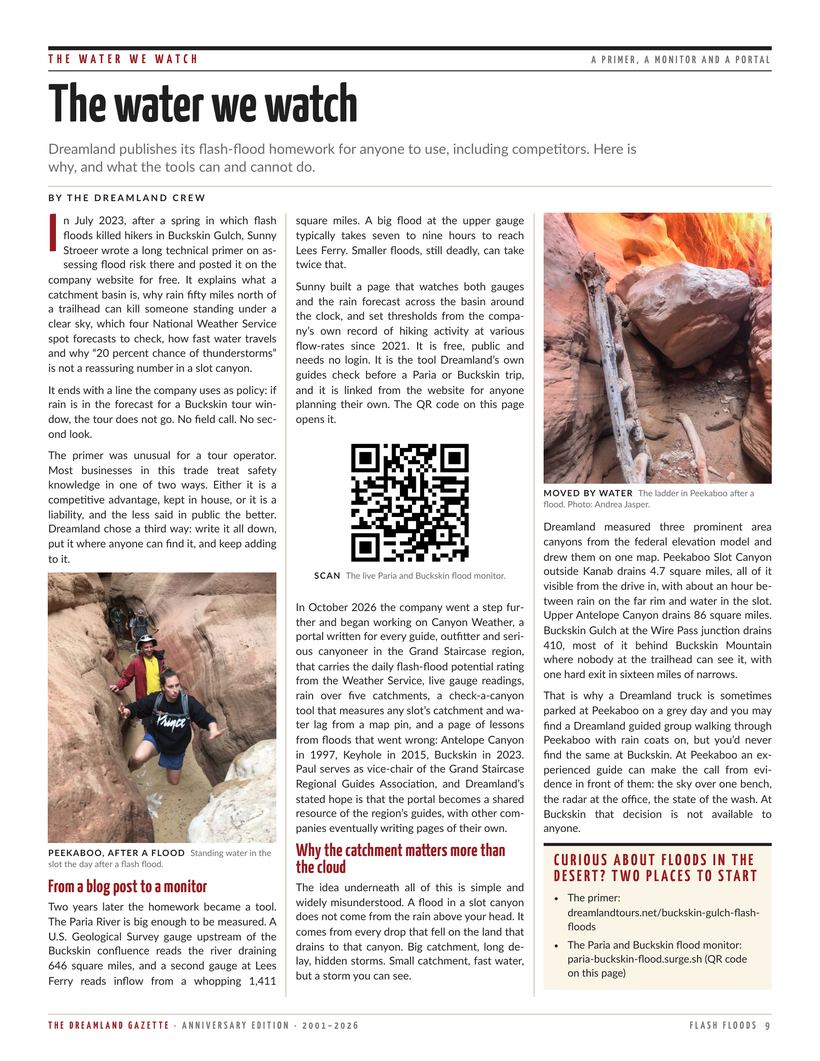 THE WATER WE WATCH
A PRIMER, A MONITOR AND A PORTAL
The water we watch
Dreamland publishes its flash-flood homework for anyone to use, including competitors. Here is
why, and what the tools can and cannot do.
BY THE DREAMLAND CREW
In July 2023, after a spring in which flash
floods killed hikers in Buckskin Gulch, Sunny
Stroeer wrote a long technical primer on as-
sessing flood risk there and posted it on the
company website for free. It explains what a
catchment basin is, why rain fifty miles north of
a trailhead can kill someone standing under a
clear sky, which four National Weather Service
spot forecasts to check, how fast water travels
and why “20 percent chance of thunderstorms”
is not a reassuring number in a slot canyon.
It ends with a line the company uses as policy: if
rain is in the forecast for a Buckskin tour win-
dow, the tour does not go. No field call. No sec-
ond look.
The primer was unusual for a tour operator.
Most businesses in this trade treat safety
knowledge in one of two ways. Either it is a
competitive advantage, kept in house, or it is a
liability, and the less said in public the better.
Dreamland chose a third way: write it all down,
put it where anyone can find it, and keep adding
to it.
Prince
PEEKABOO, AFTER A FLOOD Standing water in the
slot the day after a flash flood.
From a blog post to a monitor
Two years later the homework became a tool.
The Paria River is big enough to be measured. A
U.S. Geological Survey gauge upstream of the
Buckskin confluence reads the river draining
646 square miles, and a second gauge at Lees
Ferry reads inflow from a whopping 1,411
square miles. A big flood at the upper gauge
typically takes seven to nine hours to reach
Lees Ferry. Smaller floods, still deadly, can take
twice that.
Sunny built a page that watches both gauges
and the rain forecast across the basin around
the clock, and set thresholds from the compa-
ny’s own record of hiking activity at various
flow-rates since 2021. It is free, public and
needs no login. It is the tool Dreamland’s own
guides check before a Paria or Buckskin trip,
and it is linked from the website for anyone
planning their own. The QR code on this page
opens it.
SCAN The live Paria and Buckskin flood monitor.
In October 2026 the company went a step fur-
ther and began working on Canyon Weather, a
portal written for every guide, outfitter and seri-
ous canyoneer in the Grand Staircase region,
that carries the daily flash-flood potential rating
from the Weather Service, live gauge readings,
rain over five catchments, a check-a-canyon
tool that measures any slot’s catchment and wa-
ter lag from a map pin, and a page of lessons
from floods that went wrong: Antelope Canyon
in 1997, Keyhole in 2015, Buckskin in 2023.
Paul serves as vice-chair of the Grand Staircase
Regional Guides Association, and Dreamland’s
stated hope is that the portal becomes a shared
resource of the region’s guides, with other com-
panies eventually writing pages of their own.
Why the catchment matters more than
the cloud
The idea underneath all of this is simple and
widely misunderstood. A flood in a slot canyon
does not come from the rain above your head. It
comes from every drop that fell on the land that
drains to that canyon. Big catchment, long de-
lay, hidden storms. Small catchment, fast water,
but a storm you can see.
MOVED BY WATER The ladder in Peekaboo after a
flood. Photo: Andrea Jasper.
Dreamland measured three prominent area
canyons from the federal elevation model and
drew them on one map. Peekaboo Slot Canyon
outside Kanab drains 4.7 square miles, all of it
visible from the drive in, with about an hour be-
tween rain on the far rim and water in the slot.
Upper Antelope Canyon drains 86 square miles.
Buckskin Gulch at the Wire Pass junction drains
410, most of it behind Buckskin Mountain
where nobody at the trailhead can see it, with
one hard exit in sixteen miles of narrows.
That is why a Dreamland truck is sometimes
parked at Peekaboo on a grey day and you may
find a Dreamland guided group walking through
Peekaboo with rain coats on, but you’d never
find the same at Buckskin. At Peekaboo an ex-
perienced guide can make the call from evi-
dence in front of them: the sky over one bench,
the radar at the office, the state of the wash. At
Buckskin that decision is not available to
anyone.
CURIOUS ABOUT FLOODS IN THE
DESERT? TWO PLACES TO START
• The primer:
dreamlandtours.net/buckskin-gulch-flash-
floods
• The Paria and Buckskin flood monitor:
paria-buckskin-flood.surge.sh (QR code
on this page)
THE DREAMLAND GAZETTE · ANNIVERSARY EDITION · 2001–2026
FLASH FLOODS 9